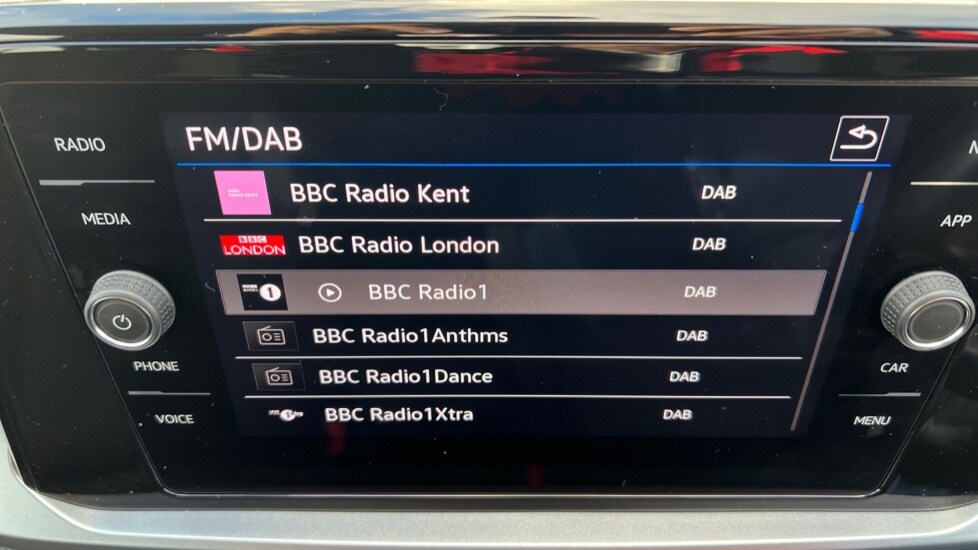 FM/DAB
RADIO
MEDIA
PHONE
VOICE
BBC Radio Kent DAB
BBC LONDON BBC Radio London DAB
1 BBC Radio1 DAB
BBC Radio1Anthms DAB
BBC Radio1Dance DAB
BBC Radio1Xtra DAB
APP
CAR
MENU